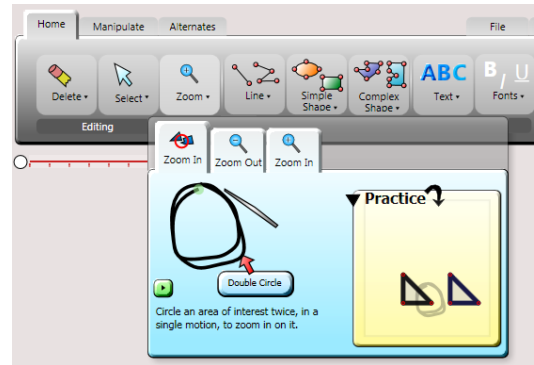 Home Manipulate Alternates File
Delete Select Zoom Line Simple Shape Complex Shape ABC Text B I U Fonts
Editing
Zoom In Zoom Out Zoom In
Practice
Double Circle
Circle an area of interest twice, in a
single motion, to zoom in on it.